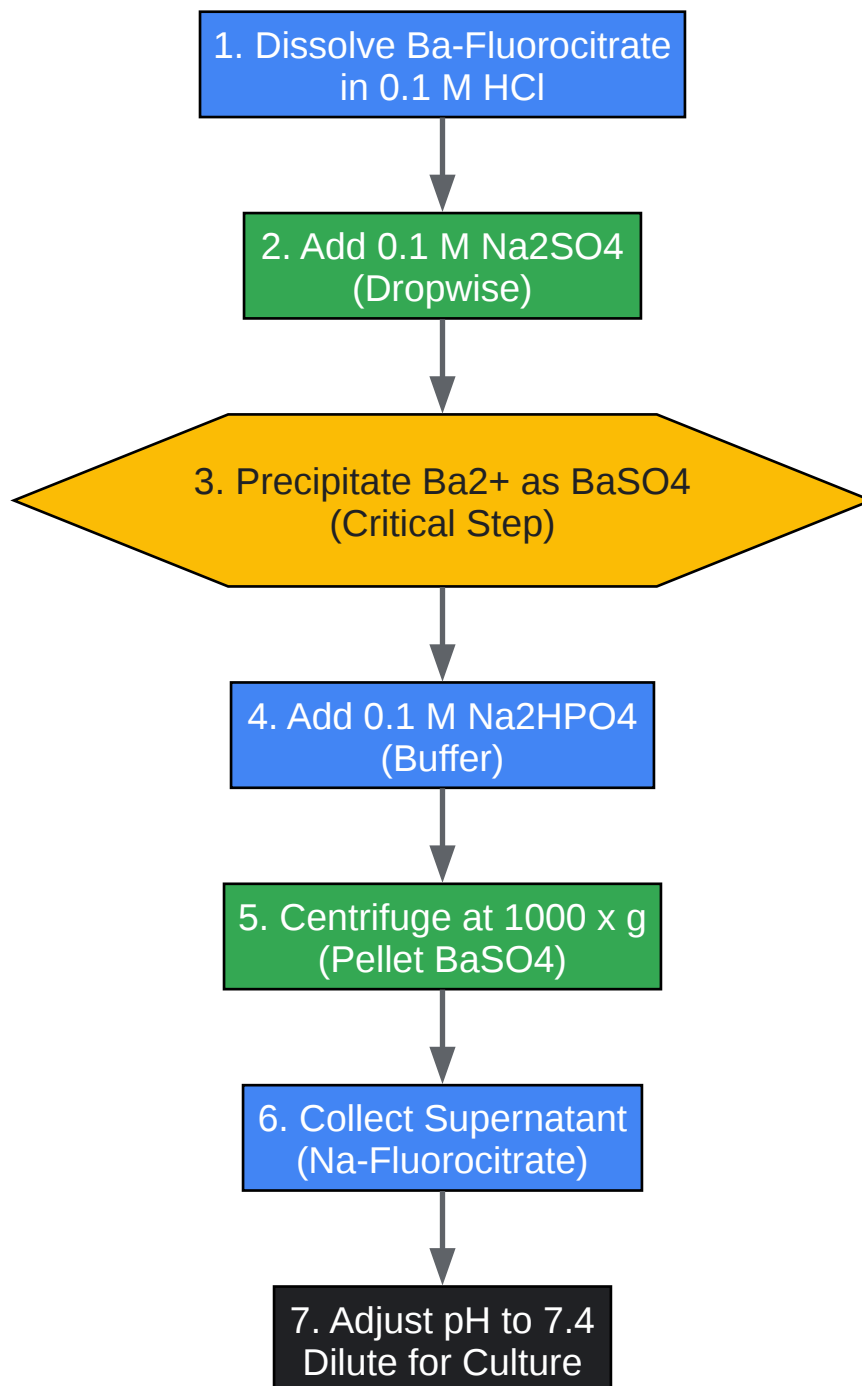 1. Dissolve Ba-Fluorocitrate
in 0.1 M HCl
2. Add 0.1 M Na2SO4
(Dropwise)
3. Precipitate Ba2+ as BaSO4
(Critical Step)
4. Add 0.1 M Na2HPO4
(Buffer)
5. Centrifuge at 1000 x g
(Pellet BaSO4)
6. Collect Supernatant
(Na-Fluorocitrate)
7. Adjust pH to 7.4
Dilute for Culture